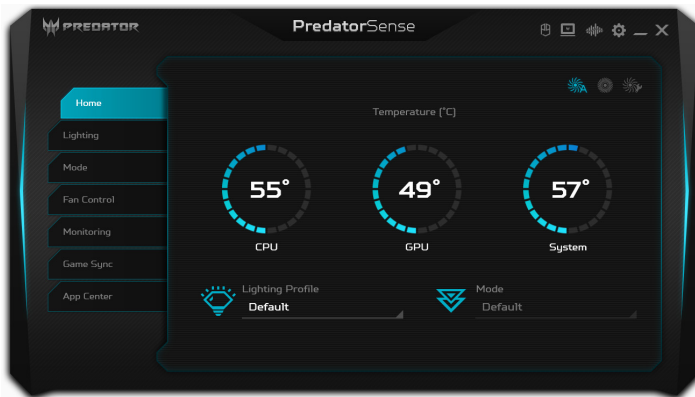 PREDATOR
PredatorSense
Home
Lighting
Mode
Fan Control
Monitoring
Game Sync
App Center
A
Temperature (°C)
55°
49°
57°
CPU
GPU
System
Lighting Profile
Default
Mode
Default